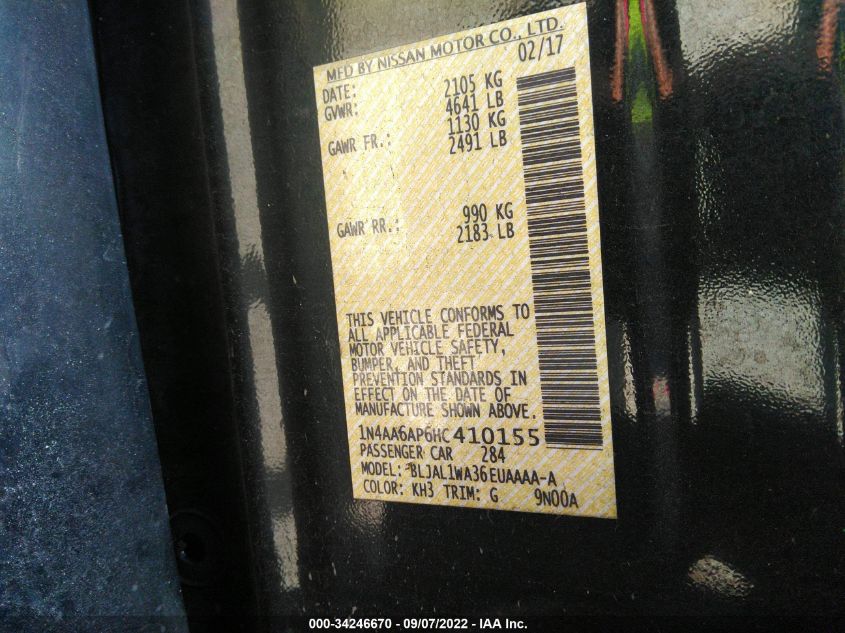 MFD BY NISSAN MOTOR CO., LTD.
DATE: 02/17
GVWR: 2105 KG
4641 LB
GAWR FR.: 1130 KG
2491 LB
GAWR RR.: 990 KG
2183 LB
THIS VEHICLE CONFORMS TO
ALL APPLICABLE FEDERAL
MOTOR VEHICLE SAFETY,
BUMPER, AND THEFT
PREVENTION STANDARDS IN
EFFECT ON THE DATE OF
MANUFACTURE SHOWN ABOVE.
1N4AA6AP6HC410155
PASSENGER CAR 284
MODEL: BLJAL1WA36EUAAAA-A
COLOR: KH3 TRIM: G 9N00A
000-34246670 - 09/07/2022 - IAA Inc.